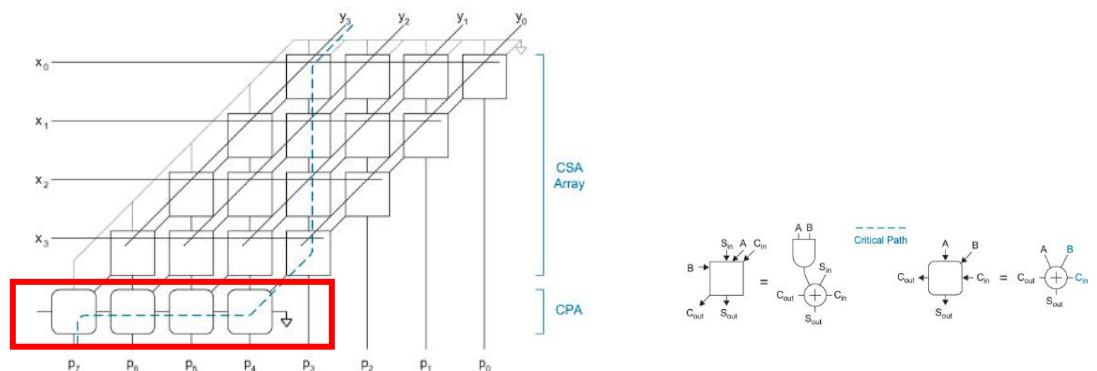 y3 y2 y1 y0
x0
x1
x2
x3
CSA
Array
CPA
p7 p6 p5 p4 p3 p2 p1 p0
A B
Sin A Cin
B
=
Sin
Cout Cin
Cout Sout
Sout
Critical Path
A B
Cout Cin
Sout
=
A B
Cout Cin
Sout